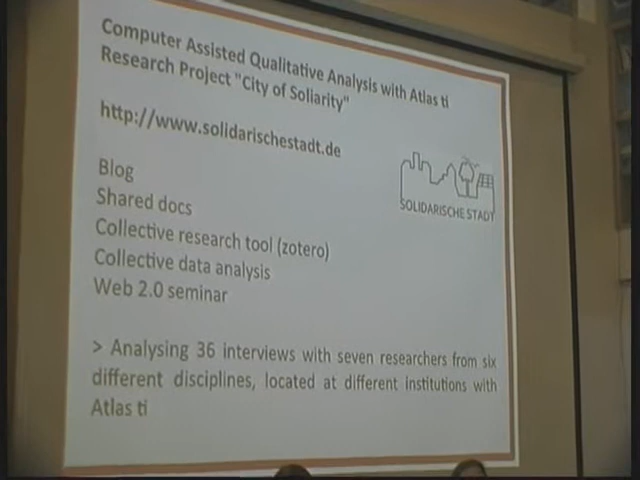 Computer Assisted Qualitative Analysis with Atlas ti
Research Project "City of Soliarity"
http://www.solidarischestadt.de
SOLIDARISCHE STADT
Blog
Shared docs
Collective research tool (zotero)
Collective data analysis
Web 2.0 seminar
> Analysing 36 interviews with seven researchers from six
different disciplines, located at different institutions with
Atlas ti